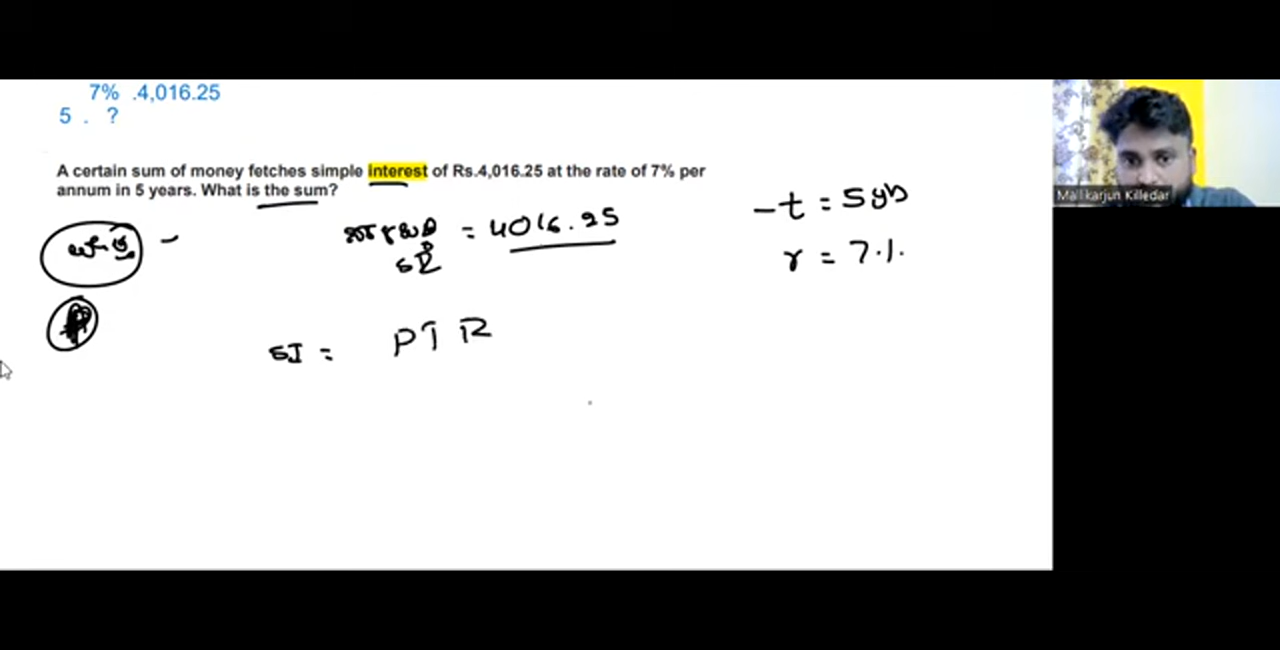 7% .4,016.25
5 . ?
A certain sum of money fetches simple interest of Rs.4,016.25 at the rate of 7% per
annum in 5 years. What is the sum?
= 4016.25
SI
- t = 5 yrs
r = 7%
SI = PTR
Mallikarjun Killedar